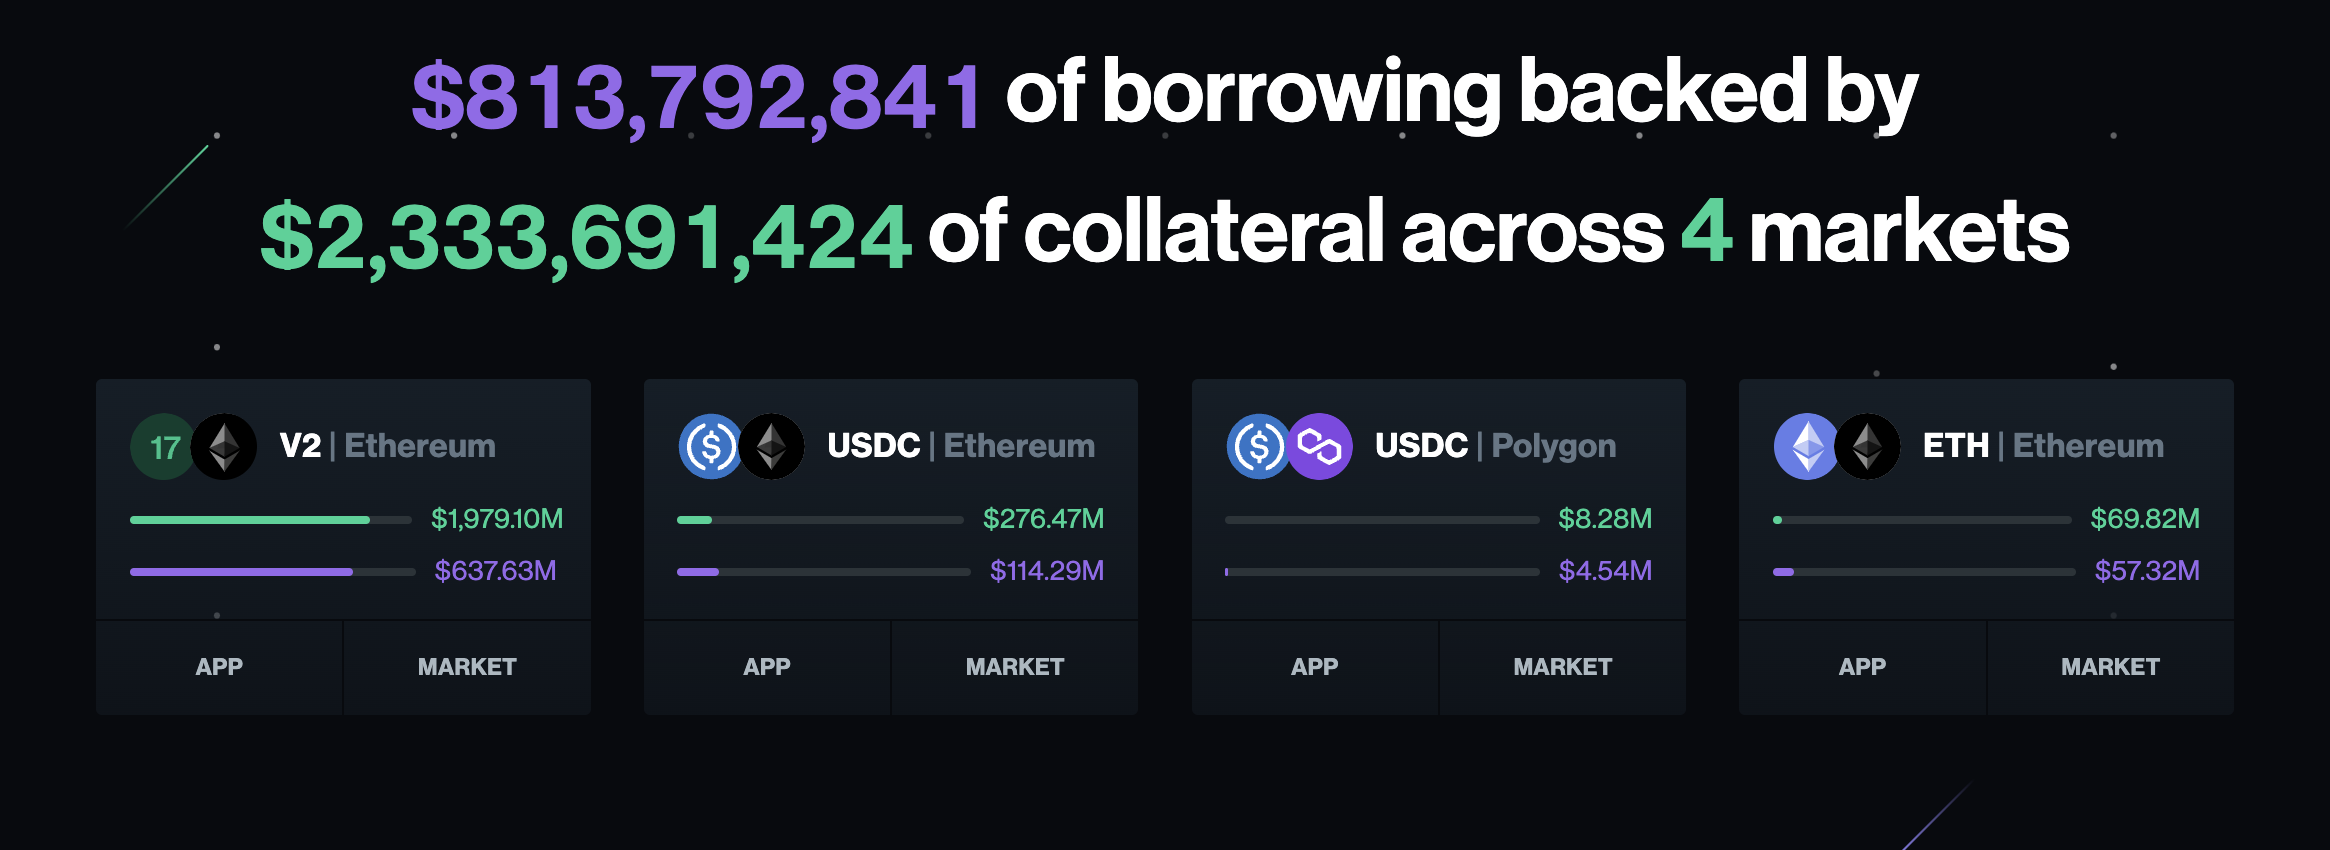 $813,792,841 of borrowing backed by
$2,333,691,424 of collateral across 4 markets
17 V2 | Ethereum
$1,979.10M
$637.63M
APP MARKET
USDC | Ethereum
$276.47M
$114.29M
APP MARKET
USDC | Polygon
$8.28M
$4.54M
APP MARKET
ETH | Ethereum
$69.82M
$57.32M
APP MARKET